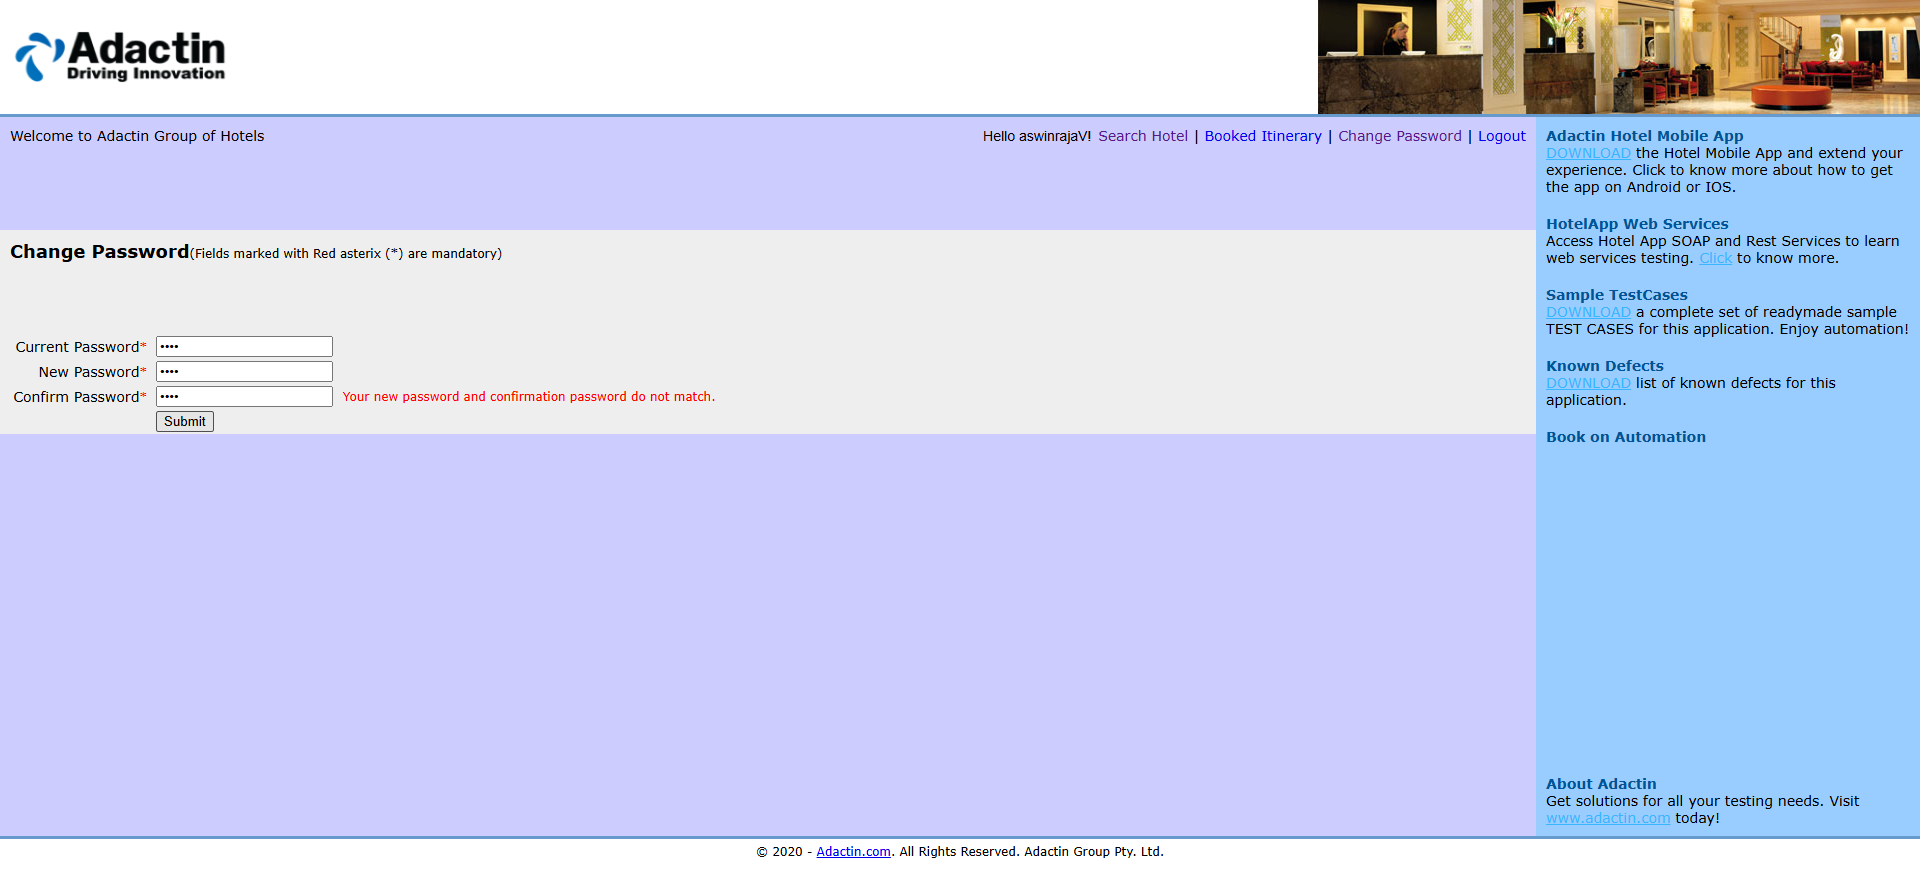 Adactin
Driving Innovation
Welcome to Adactin Group of Hotels
Hello aswinrajaV! Search Hotel | Booked Itinerary | Change Password | Logout
Change Password(Fields marked with Red asterix (*) are mandatory)
Current Password* ••••
New Password* ••••
Confirm Password* •••• Your new password and confirmation password do not match.
Submit
Adactin Hotel Mobile App
DOWNLOAD the Hotel Mobile App and extend your
experience. Click to know more about how to get
the app on Android or IOS.
HotelApp Web Services
Access Hotel App SOAP and Rest Services to learn
web services testing. Click to know more.
Sample TestCases
DOWNLOAD a complete set of readymade sample
TEST CASES for this application. Enjoy automation!
Known Defects
DOWNLOAD list of known defects for this
application.
Book on Automation
About Adactin
Get solutions for all your testing needs. Visit
www.adactin.com today!
© 2020 - Adactin.com. All Rights Reserved. Adactin Group Pty. Ltd.